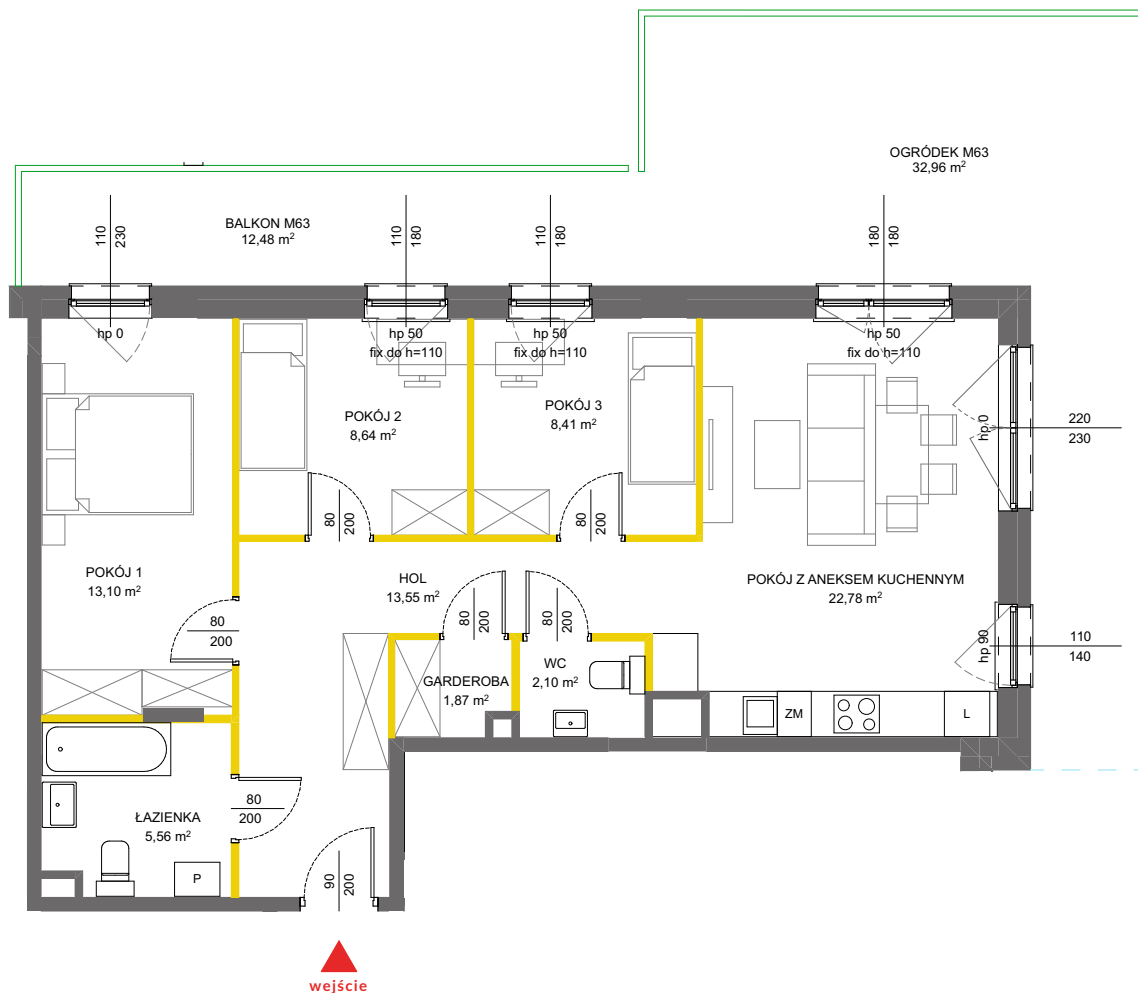 OGRÓDEK M63
32,96 m²
BALKON M63
12,48 m²
110
230
110
180
110
180
180
180
hp 0
hp 50
fix do h=110
hp 50
fix do h=110
hp 50
fix do h=110
POKÓJ 2
8,64 m²
POKÓJ 3
8,41 m²
hp 0
220
230
80
200
80
200
POKÓJ 1
13,10 m²
HOL
13,55 m²
POKÓJ Z ANEKSEM KUCHENNYM
22,78 m²
80
200
80
200
80
200
hp 90
110
140
GARDEROBA
1,87 m²
WC
2,10 m²
ZM
L
80
200
ŁAZIENKA
5,56 m²
P
90
200
wejście